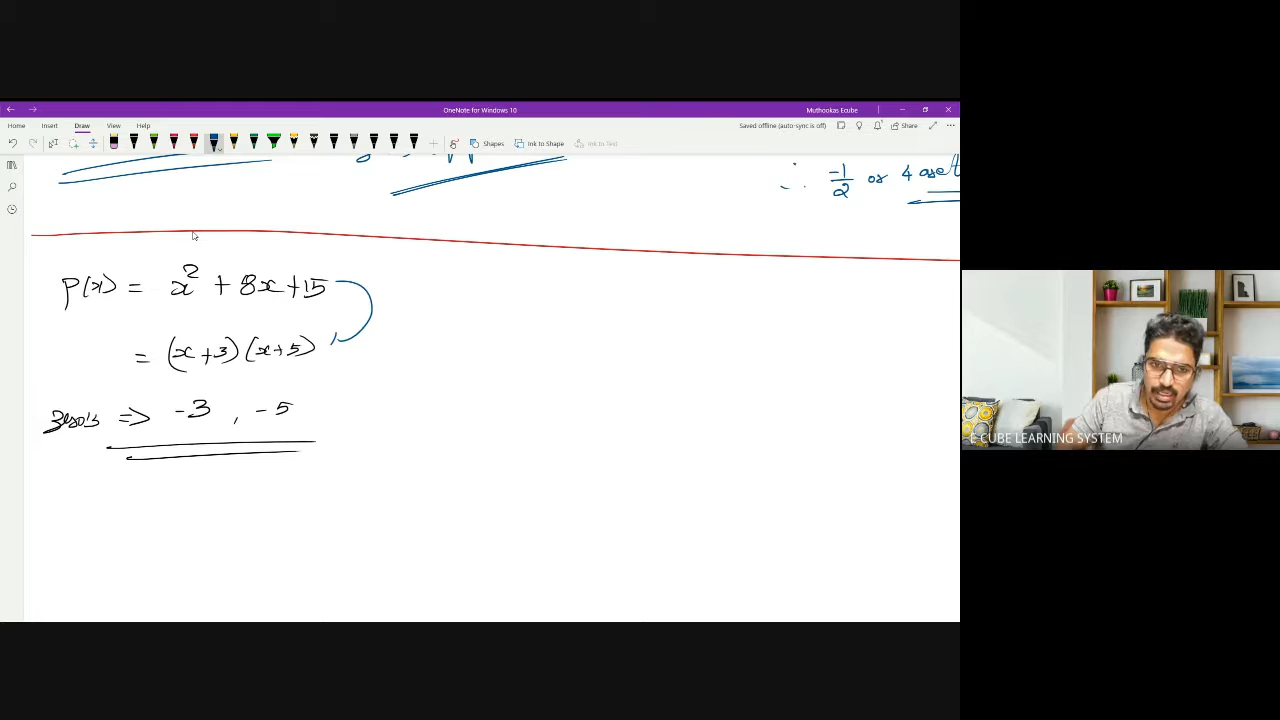 OneNote for Windows 10
Muthookas Ecube
Home Insert Draw View Help
Saved offline (auto-sync is off)
Share
Shapes
Ink to Shape
Ink to Text
∴ -1/2 or 4 are
P(x) = x² + 8x + 15
= (x+3)(x+5)
zero's => -3 , -5
E CUBE LEARNING SYSTEM